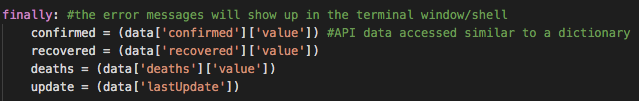 finally: #the error messages will show up in the terminal window/shell
    confirmed = (data['confirmed']['value']) #API data accessed similar to a dictionary
    recovered = (data['recovered']['value'])
    deaths = (data['deaths']['value'])
    update = (data['lastUpdate'])